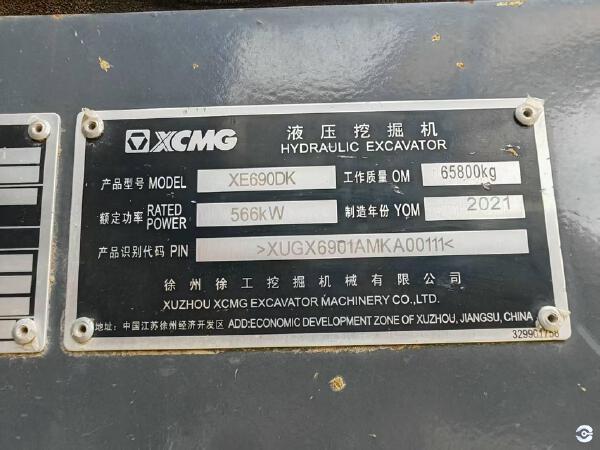 XCMG 液压挖掘机
HYDRAULIC EXCAVATOR
产品型号 MODEL XE690DK 工作质量 OM 65800kg
额定功率 RATED POWER 566kW 制造年份 YOM 2021
产品识别代码 PIN >XUGX6901AMKA00111<
徐州徐工挖掘机械有限公司
XUZHOU XCMG EXCAVATOR MACHINERY CO.,LTD.
地址: 中国江苏徐州经济开发区 ADD:ECONOMIC DEVELOPMENT ZONE OF XUZHOU, JIANGSU, CHINA
329901758